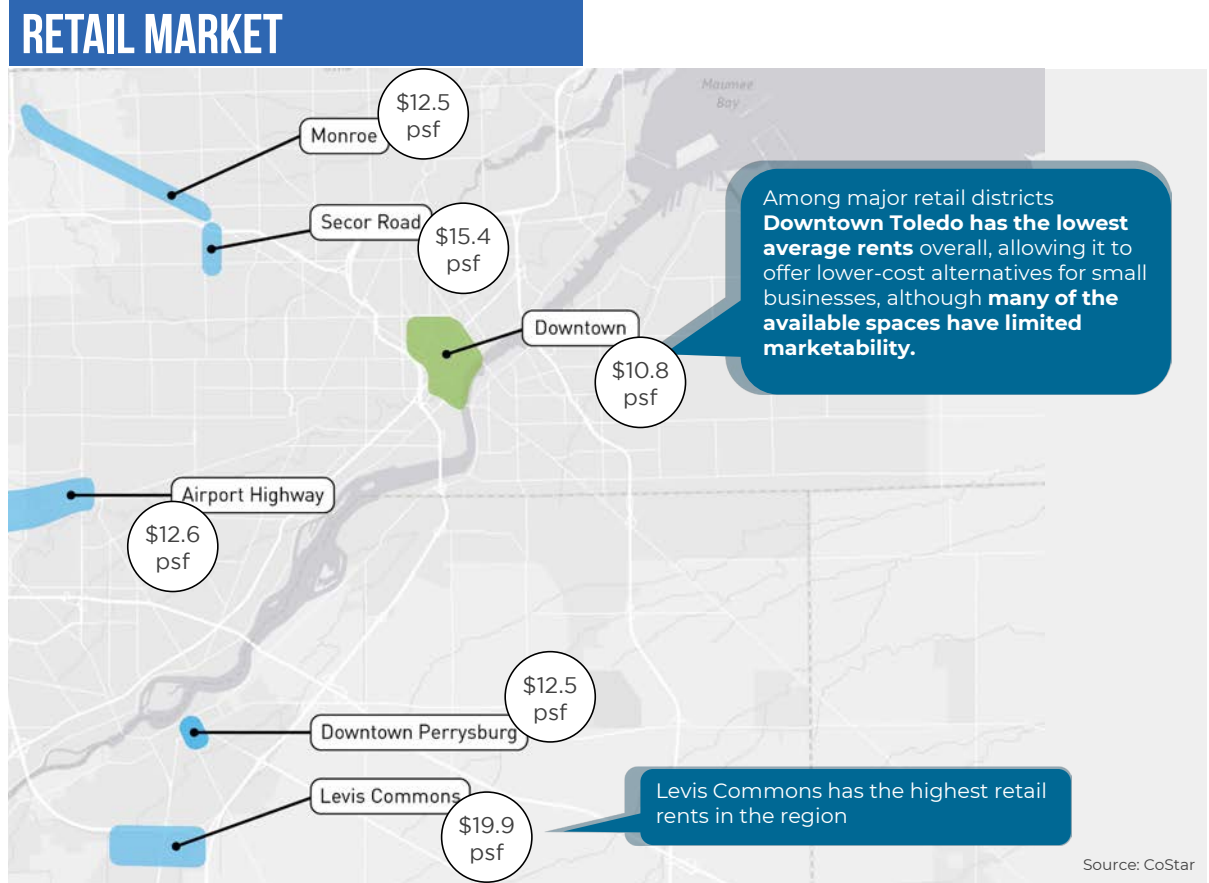 RETAIL MARKET
Maumee
Bay
$12.5
psf
Monroe
Secor Road
$15.4
psf
Among major retail districts
Downtown Toledo has the lowest
average rents overall, allowing it to
offer lower-cost alternatives for small
businesses, although many of the
available spaces have limited
marketability.
Downtown
$10.8
psf
Airport Highway
$12.6
psf
$12.5
psf
Downtown Perrysburg
Levis Commons
$19.9
psf
Levis Commons has the highest retail
rents in the region
Source: CoStar